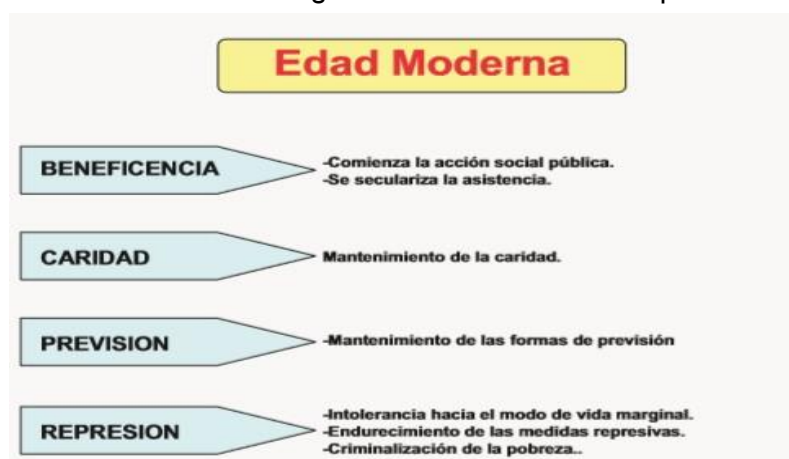 Edad Moderna
BENEFICENCIA
-Comienza la acción social pública.
-Se seculariza la asistencia.
CARIDAD
Mantenimiento de la caridad.
PREVISION
-Mantenimiento de las formas de previsión
REPRESION
-Intolerancia hacia el modo de vida marginal.
-Endurecimiento de las medidas represivas.
-Criminalización de la pobreza..